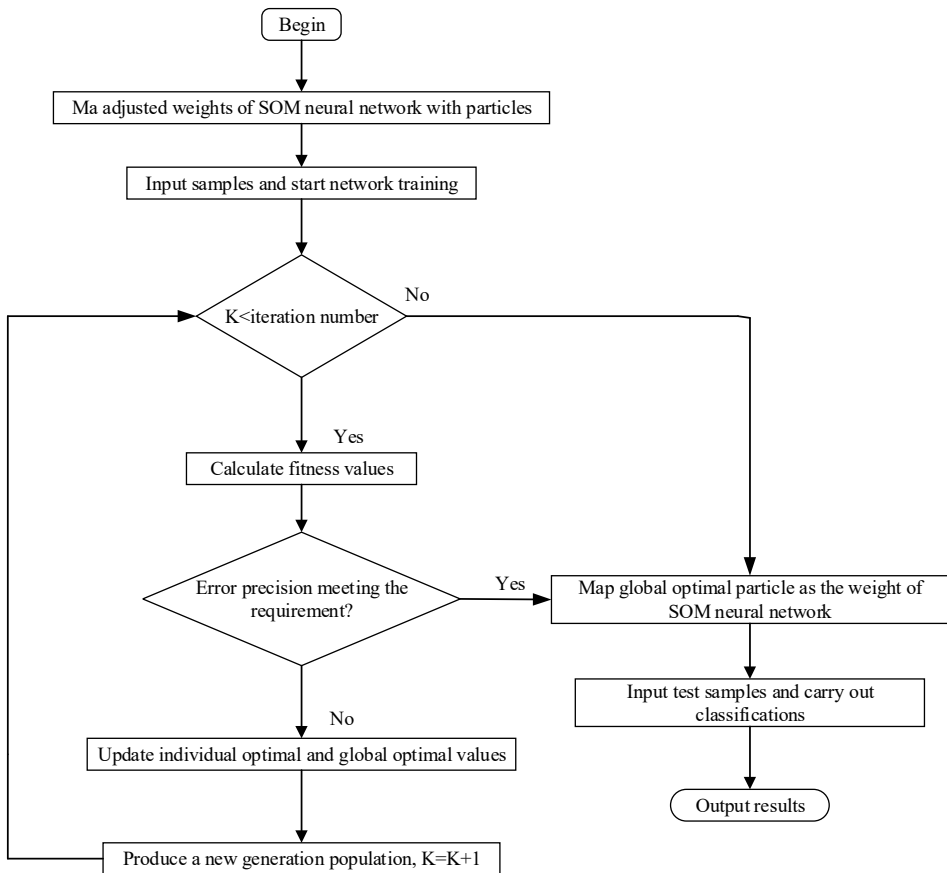 Begin
Ma adjusted weights of SOM neural network with particles
Input samples and start network training
K<iteration number
No
Yes
Calculate fitness values
Error precision meeting the
requirement?
Yes
Map global optimal particle as the weight of
SOM neural network
Input test samples and carry out
classifications
No
Update individual optimal and global optimal values
Output results
Produce a new generation population, K=K+1